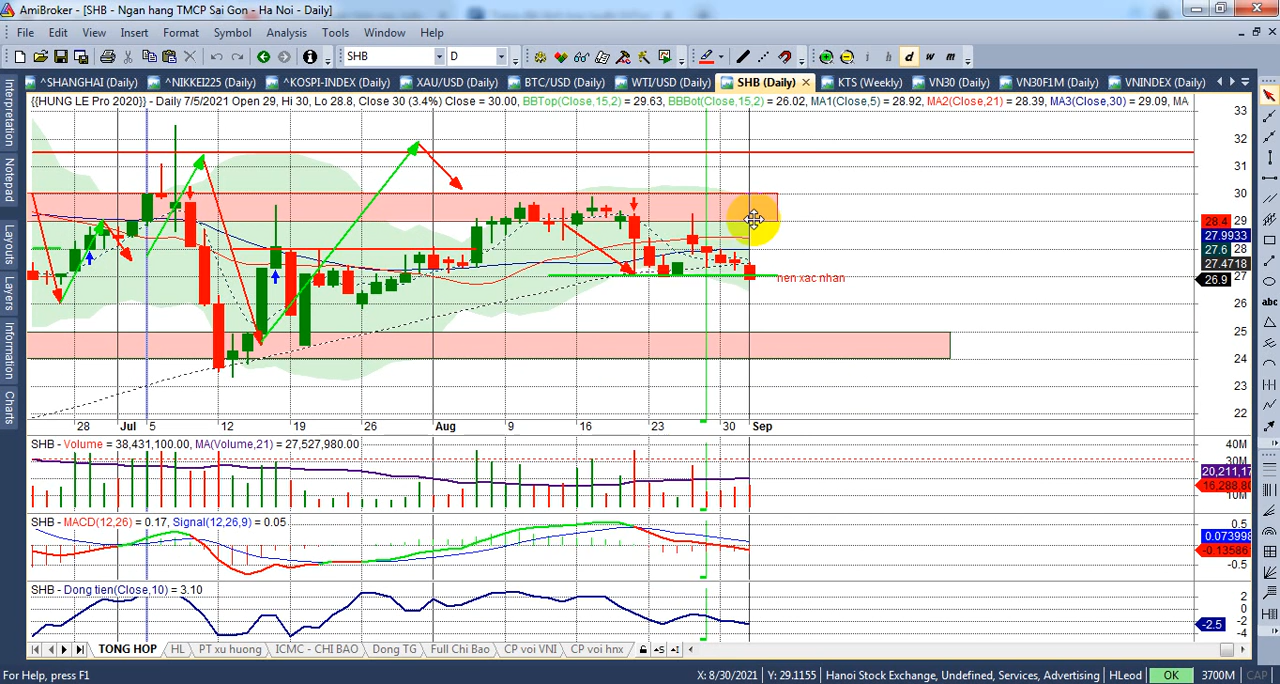 AmiBroker - [SHB - Ngan hang TMCP Sai Gon - Ha Noi - Daily]
File Edit View Insert Format Symbol Analysis Tools Window Help
SHB D i h d w m
^SHANGHAI (Daily) ^NIKKEI225 (Daily) ^KOSPI-INDEX (Daily) XAU/USD (Daily) BTC/USD (Daily) WTI/USD (Daily) SHB (Daily) KTS (Weekly) VN30 (Daily) VN30F1M (Daily) VNINDEX (Daily)
{{HUNG LE Pro 2020}} - Daily 7/5/2021 Open 29, Hi 30, Lo 28.8, Close 30 (3.4%) Close = 30.00, BBTop(Close,15,2) = 29.63, BBBot(Close,15,2) = 26.02, MA1(Close,5) = 28.92, MA2(Close,21) = 28.39, MA3(Close,30) = 29.09, MA
Interpretation
Notepad
Layouts
Layers
Information
Charts
33
32
31
30
29
28.4
27.9933
27.6
27.4718
27
26.9
26
25
24
23
22
nen xac nhan
28 Jul 5 12 19 26 Aug 9 16 23 30 Sep
SHB - Volume = 38,431,100.00, MA(Volume,21) = 27,527,980.00
40M
30M
20,211,17
16,288,80
10M
SHB - MACD(12,26) = 0.17, Signal(12,26,9) = 0.05
0.5
0.073998
-0.13586
-0.5
SHB - Dong tien(Close,10) = 3.10
2
0
-2
-2.5
-4
TONG HOP HL PT xu huong ICMC - CHI BAO Dong TG Full Chi Bao CP voi VNI CP voi hnx
abc
For Help, press F1 X: 8/30/2021 Y: 29.1155 Hanoi Stock Exchange, Undefined, Services, Advertising HLeod OK 3700M CAP